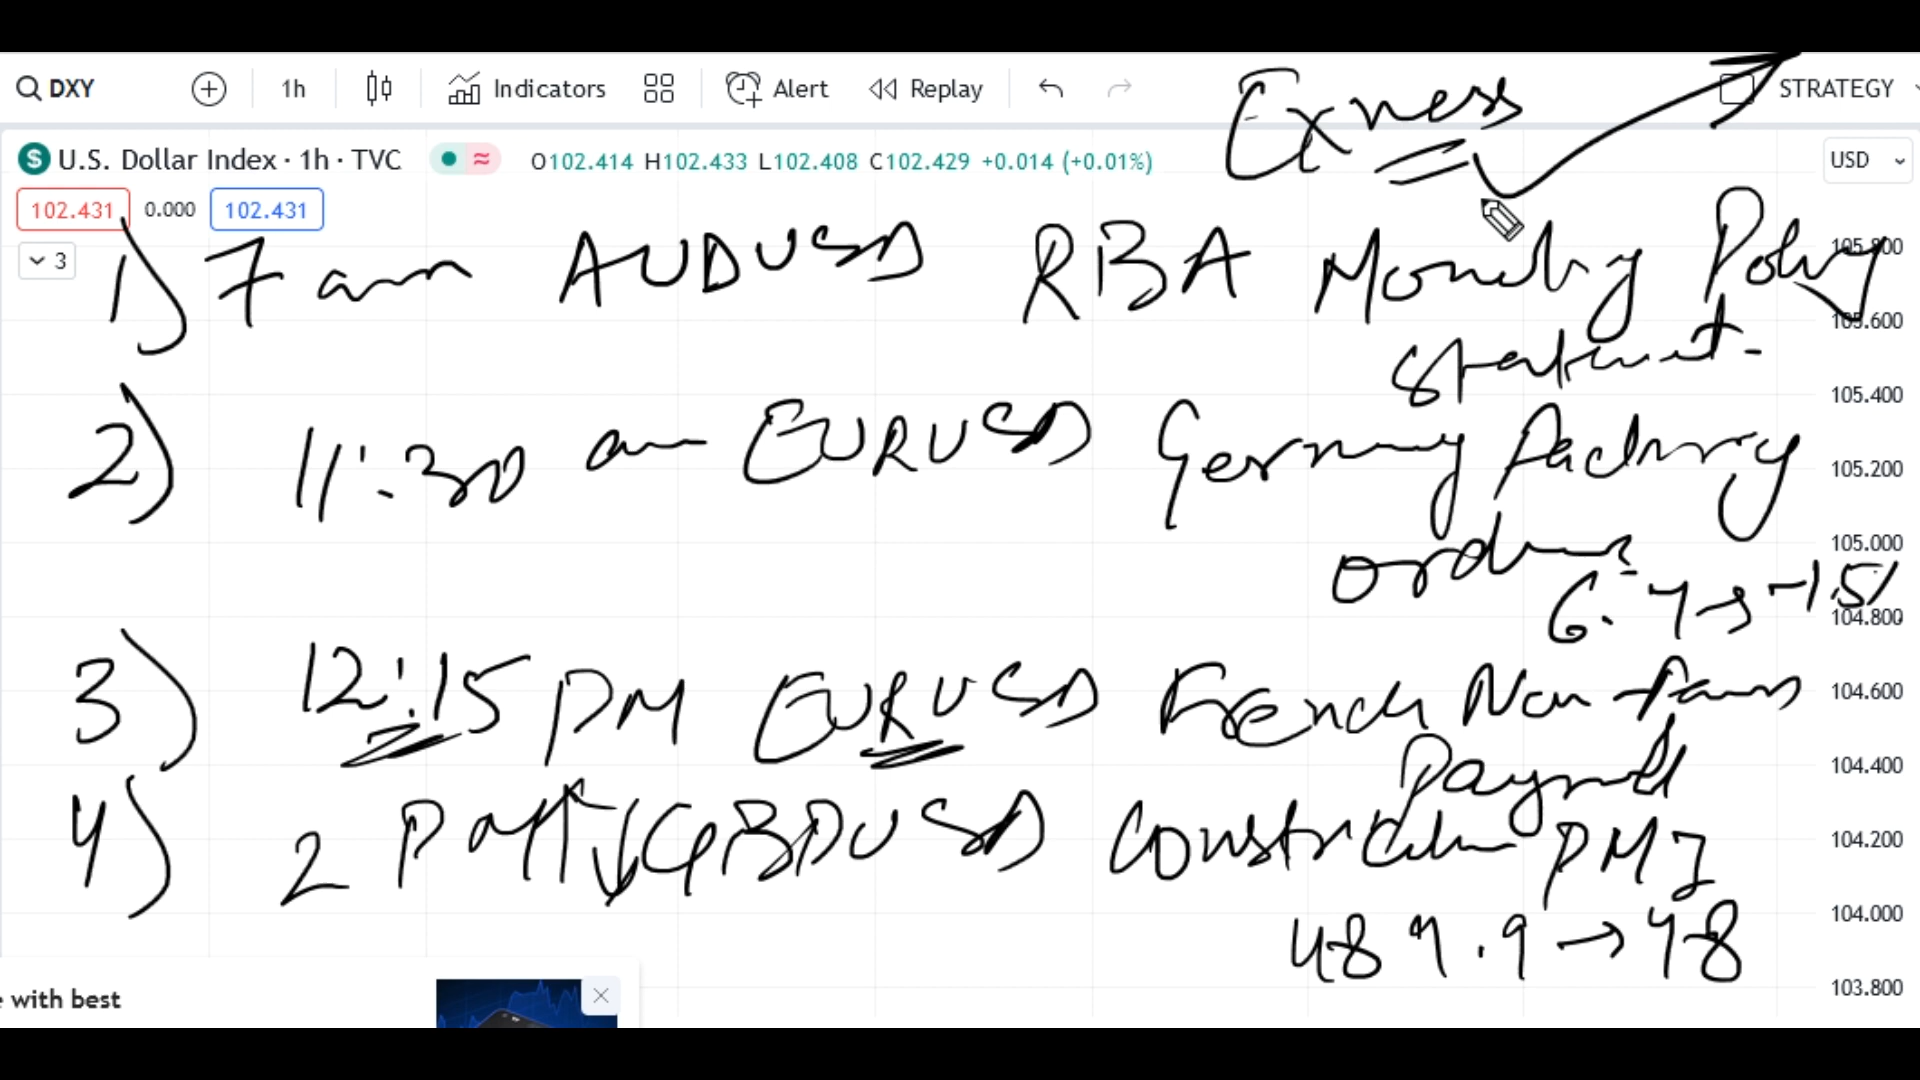 DXY 1h Indicators Alert Replay STRATEGY
Exness
U.S. Dollar Index · 1h · TVC O102.414 H102.433 L102.408 C102.429 +0.014 (+0.01%) USD
102.431 0.000 102.431
3
1) 7 am AUDUSD RBA Monetary Policy
statement.
2) 11:30 am EURUSD Germany Factory
orders
6.4 → -1.5%
3) 12:15 PM EURUSD French Non farm
Payroll
4) 2 PM GBPUSD Construction PMI
→ 48
105.800
105.600
105.400
105.200
105.000
104.800
104.600
104.400
104.200
104.000
103.800
with best